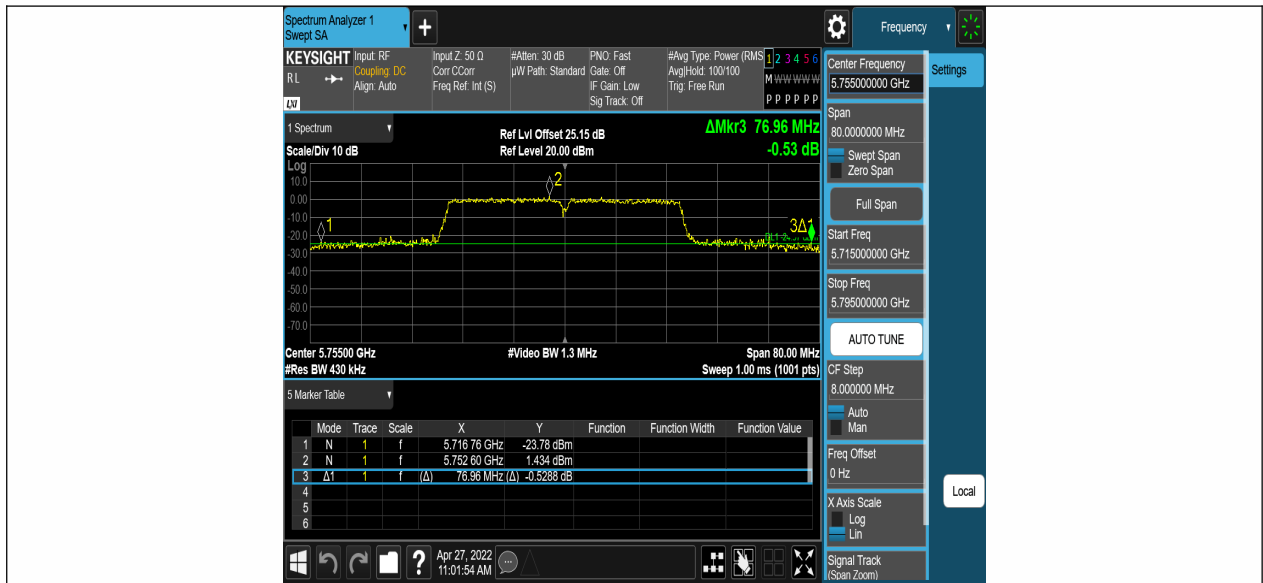 Spectrum Analyzer 1
Swept SA
+
Frequency
KEYSIGHT
RL
LXI
Input: RF
Coupling: DC
Align: Auto
Input Z: 50 Ω
Corr CCorr
Freq Ref: Int (S)
#Atten: 30 dB
µW Path: Standard
PNO: Fast
Gate: Off
IF Gain: Low
Sig Track: Off
#Avg Type: Power (RMS
Avg|Hold: 100/100
Trig: Free Run
1 2 3 4 5 6
M W W W W W
P P P P P P
1 Spectrum
Scale/Div 10 dB
Ref Lvl Offset 25.15 dB
Ref Level 20.00 dBm
ΔMkr3 76.96 MHz
-0.53 dB
Log
10.0
0.00
-10.0
-20.0
-30.0
-40.0
-50.0
-60.0
-70.0
1
2
3Δ1
Center 5.75500 GHz
#Video BW 1.3 MHz
Span 80.00 MHz
#Res BW 430 kHz
Sweep 1.00 ms (1001 pts)
5 Marker Table
Mode Trace Scale X Y Function Function Width Function Value
1 N 1 f 5.716 76 GHz -23.78 dBm
2 N 1 f 5.752 60 GHz 1.434 dBm
3 Δ1 1 f (Δ) 76.96 MHz (Δ) -0.5288 dB
4
5
6
?
Apr 27, 2022
11:01:54 AM
Center Frequency
5.755000000 GHz
Span
80.0000000 MHz
Swept Span
Zero Span
Full Span
Start Freq
5.715000000 GHz
Stop Freq
5.795000000 GHz
AUTO TUNE
CF Step
8.000000 MHz
Auto
Man
Freq Offset
0 Hz
X Axis Scale
Log
Lin
Signal Track
(Span Zoom)
Settings
Local